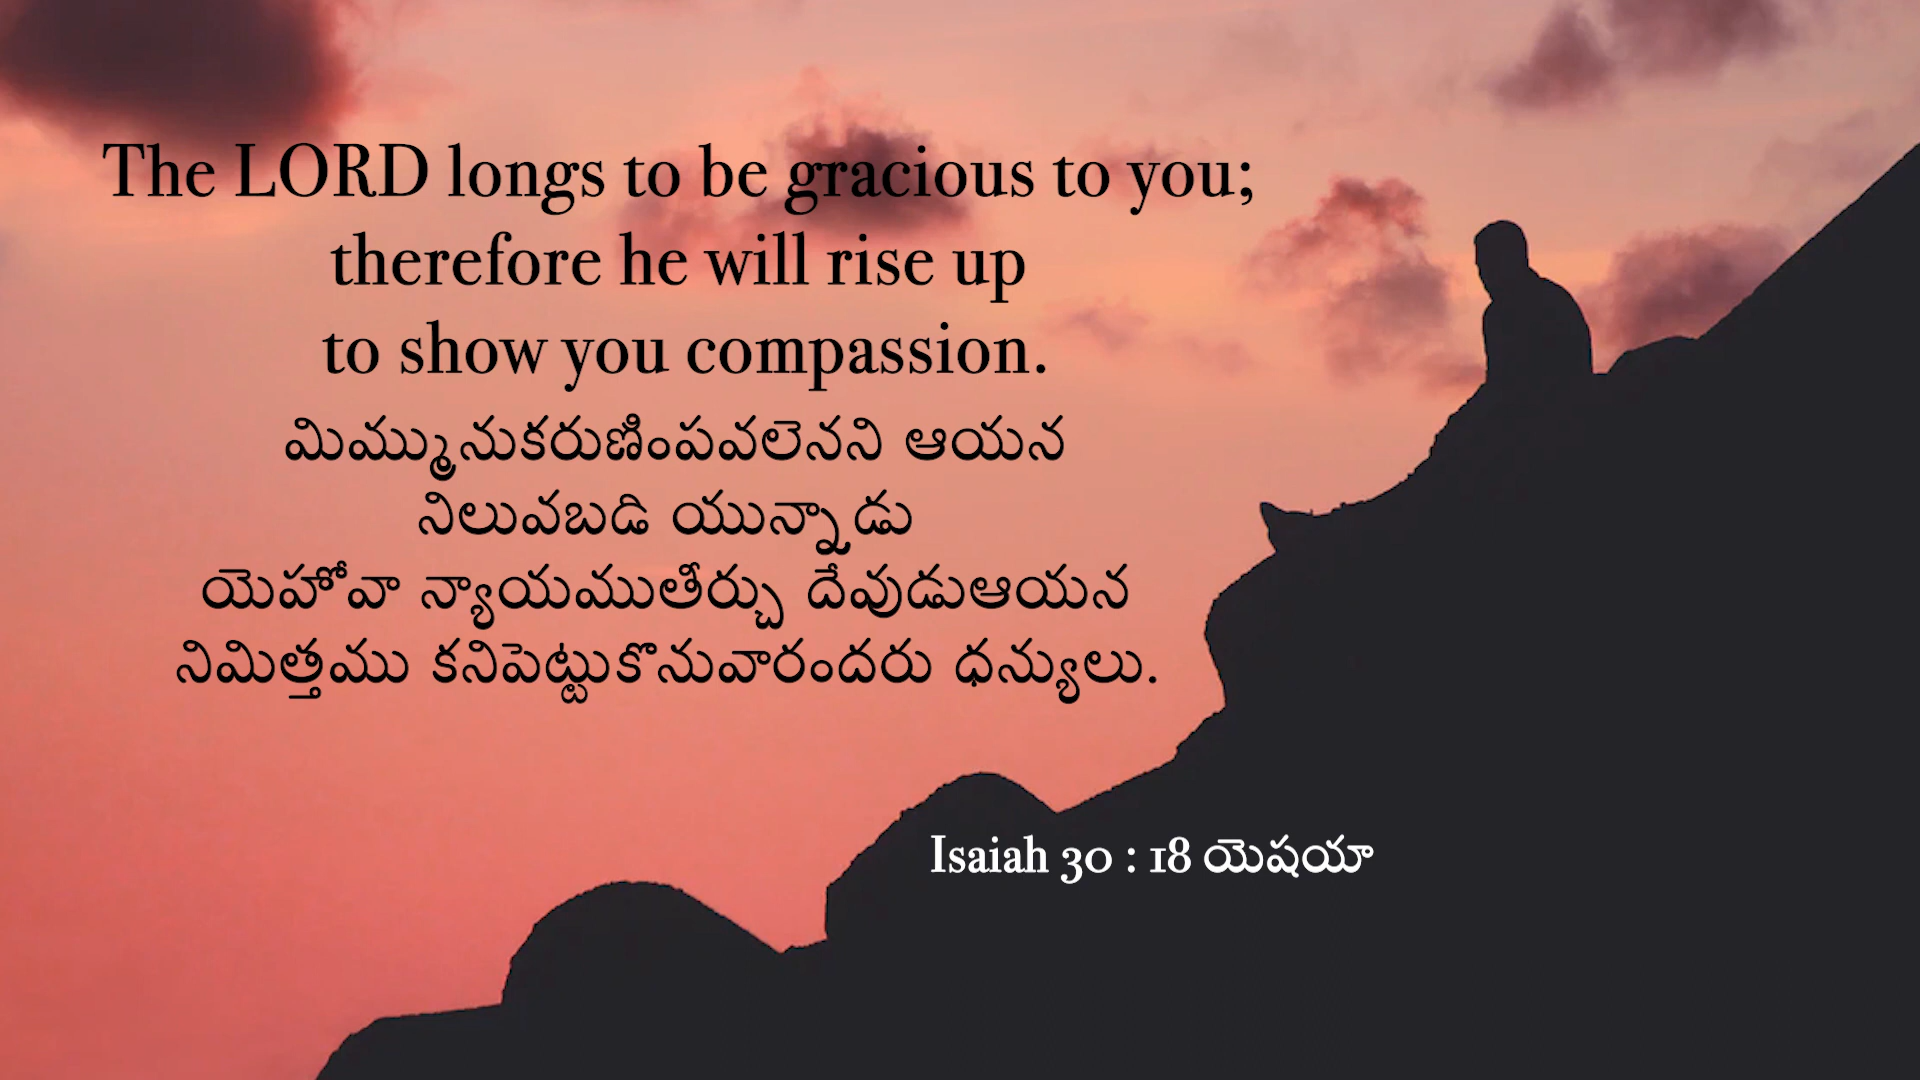 The LORD longs to be gracious to you;
therefore he will rise up
to show you compassion.
మిమ్మునుకరుణింపవలెనని ఆయన
నిలువబడి యున్నాడు
యెహోవా న్యాయముతీర్చు దేవుడుఆయన
నిమిత్తము కనిపెట్టుకొనువారందరు ధన్యులు.
Isaiah 30 : 18 యెషయా